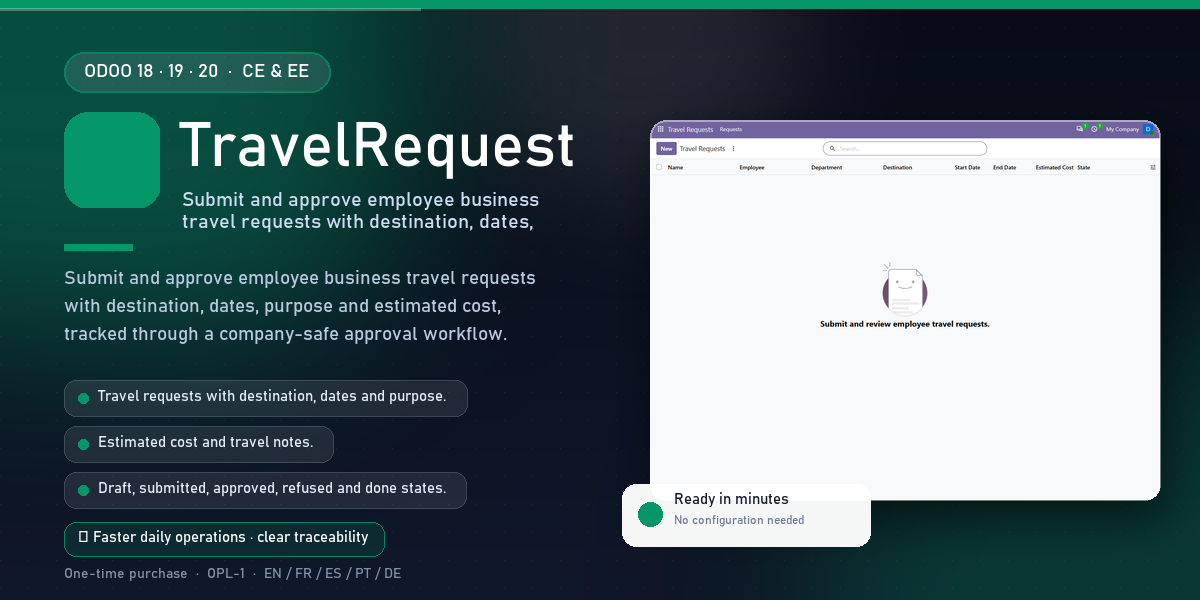 ODOO 18 · 19 · 20 · CE & EE
TravelRequest
Submit and approve employee business
travel requests with destination, dates,
Submit and approve employee business travel requests
with destination, dates, purpose and estimated cost,
tracked through a company-safe approval workflow.
Travel requests with destination, dates and purpose.
Estimated cost and travel notes.
Draft, submitted, approved, refused and done states.
Faster daily operations · clear traceability
One-time purchase · OPL-1 · EN / FR / ES / PT / DE
Travel Requests Requests My Company D
New Travel Requests Search...
Name Employee Department Destination Start Date End Date Estimated Cost State
Submit and review employee travel requests.
Ready in minutes
No configuration needed